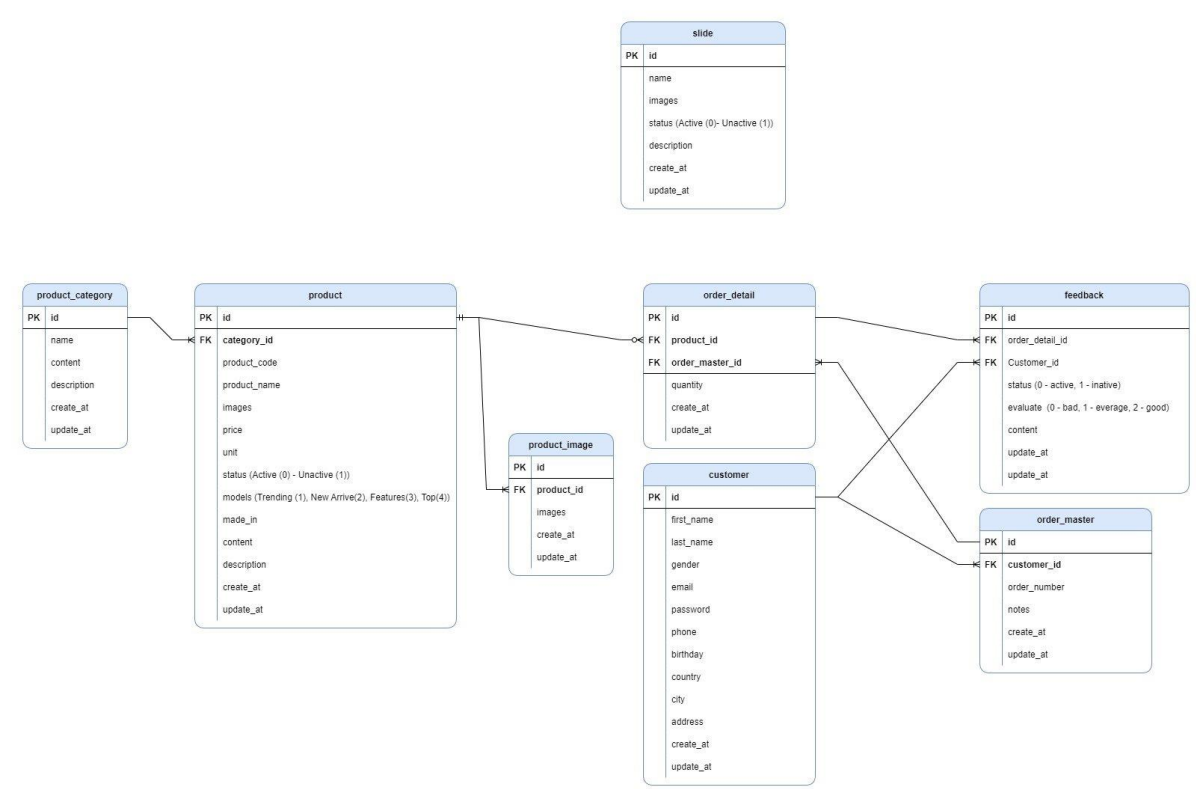 slide
PK id
name
images
status (Active (0)- Unactive (1))
description
create_at
update_at
product_category
PK id
name
content
description
create_at
update_at
product
PK id
FK category_id
product_code
product_name
images
price
unit
status (Active (0) - Unactive (1))
models (Trending (1), New Arrive(2), Features(3), Top(4))
made_in
content
description
create_at
update_at
product_image
PK id
FK product_id
images
create_at
update_at
order_detail
PK id
FK product_id
FK order_master_id
quantity
create_at
update_at
customer
PK id
first_name
last_name
gender
email
password
phone
birthday
country
city
address
create_at
update_at
feedback
PK id
FK order_detail_id
FK Customer_id
status (0 - active, 1 - inative)
evaluate (0 - bad, 1 - everage, 2 - good)
content
update_at
update_at
order_master
PK id
FK customer_id
order_number
notes
create_at
update_at